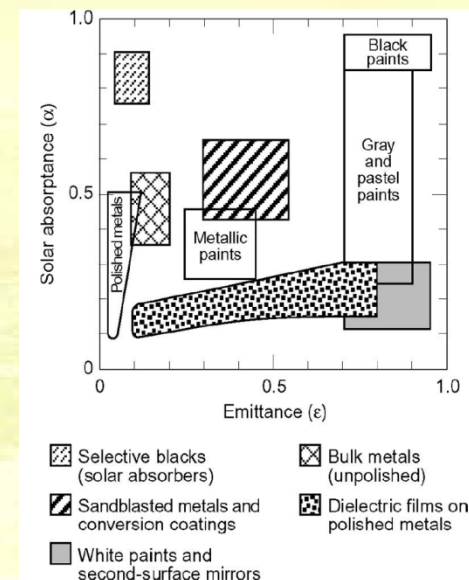 1.0
Black
paints
Solar absorptance (α)
0.5
Gray
and
pastel
paints
Polished metals
Metallic
paints
0
0
0.5
1.0
Emittance (ε)
Selective blacks
(solar absorbers)
Bulk metals
(unpolished)
Sandblasted metals and
conversion coatings
Dielectric films on
polished metals
White paints and
second-surface mirrors